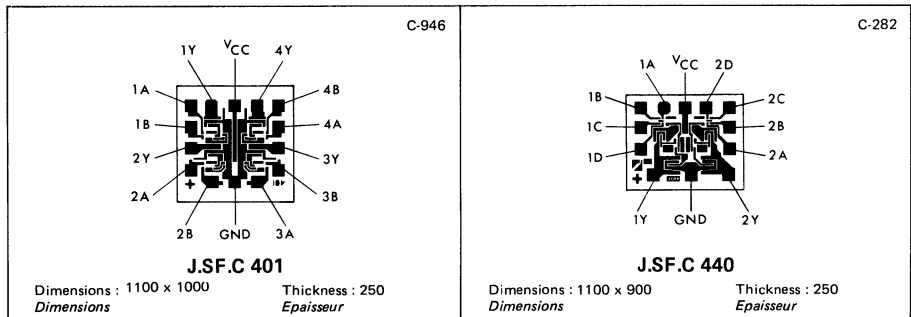 C-946
1Y VCC 4Y
1A 4B
1B 4A
2Y 3Y
2A 3B
2B GND 3A
J.SF.C 401
Dimensions : 1100 x 1000 Thickness : 250
Dimensions Epaisseur
C-282
1A VCC 2D
1B 2C
1C 2B
1D 2A
1Y GND 2Y
J.SF.C 440
Dimensions : 1100 x 900 Thickness : 250
Dimensions Epaisseur